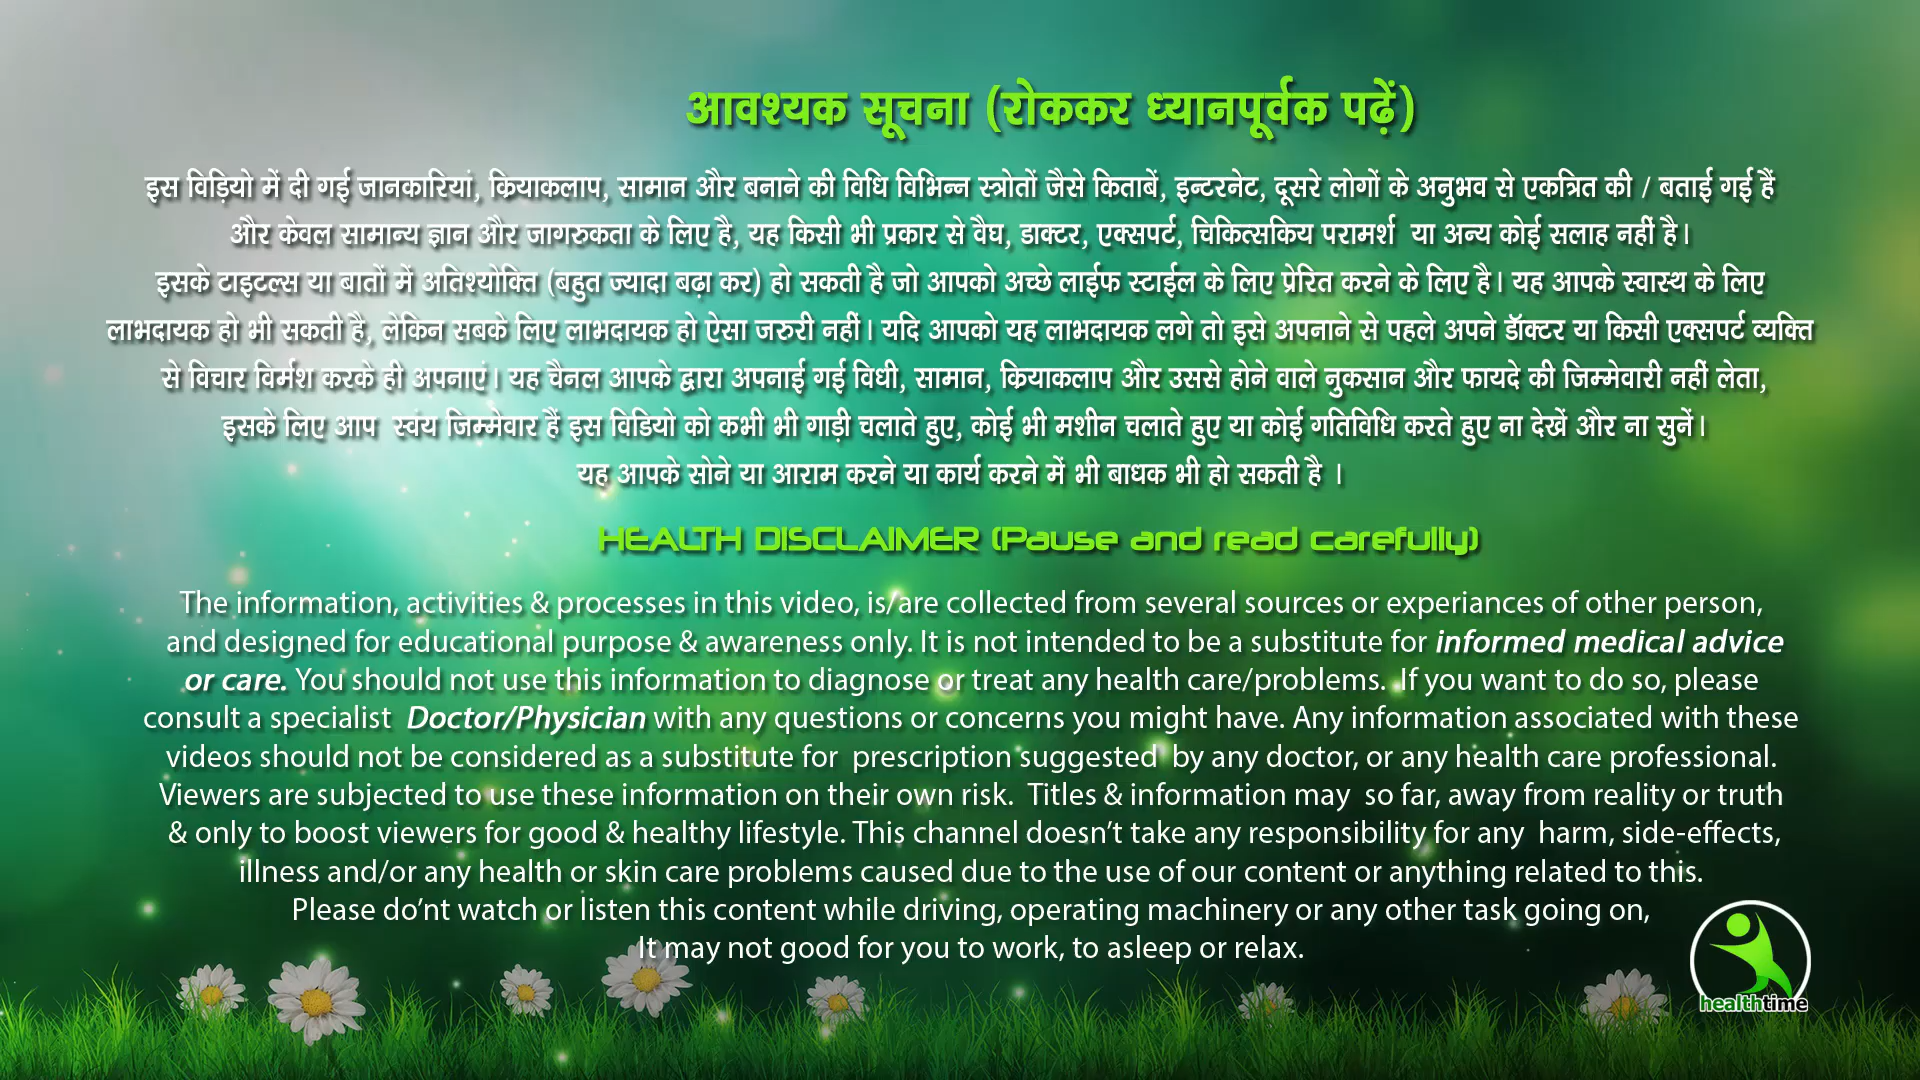 आवश्यक सूचना (रोककर ध्यानपूर्वक पढ़ें)
इस विड़ियो में दी गई जानकारियां, क्रियाकलाप, सामान और बनाने की विधि विभिन्न स्त्रोतों जैसे किताबें, इन्टरनेट, दूसरे लोगों के अनुभव से एकत्रित की / बताई गई हैं
और केवल सामान्य ज्ञान और जागरुकता के लिए है, यह किसी भी प्रकार से वैघ, डाक्टर, एक्सपर्ट, चिकित्सकिय परामर्श या अन्य कोई सलाह नहीं है।
इसके टाइटल्स या बातों में अतिश्योक्ति (बहुत ज्यादा बढ़ा कर) हो सकती है जो आपको अच्छे लाईफ स्टाईल के लिए प्रेरित करने के लिए है। यह आपके स्वास्थ के लिए
लाभदायक हो भी सकती है, लेकिन सबके लिए लाभदायक हो ऐसा जरुरी नहीं। यदि आपको यह लाभदायक लगे तो इसे अपनाने से पहले अपने डॉक्टर या किसी एक्सपर्ट व्यक्ति
से विचार विर्मश करके ही अपनाएं। यह चैनल आपके द्वारा अपनाई गई विधी, सामान, क्रियाकलाप और उससे होने वाले नुकसान और फायदे की जिम्मेवारी नहीं लेता,
इसके लिए आप स्वंय जिम्मेवार हैं इस विडियो को कभी भी गाड़ी चलाते हुए, कोई भी मशीन चलाते हुए या कोई गतिविधि करते हुए ना देखें और ना सुनें।
यह आपके सोने या आराम करने या कार्य करने में भी बाधक भी हो सकती है ।
HEALTH DISCLAIMER (Pause and read carefully)
The information, activities & processes in this video, is/are collected from several sources or experiances of other person,
and designed for educational purpose & awareness only. It is not intended to be a substitute for informed medical advice
or care. You should not use this information to diagnose or treat any health care/problems. If you want to do so, please
consult a specialist Doctor/Physician with any questions or concerns you might have. Any information associated with these
videos should not be considered as a substitute for prescription suggested by any doctor, or any health care professional.
Viewers are subjected to use these information on their own risk. Titles & information may so far, away from reality or truth
& only to boost viewers for good & healthy lifestyle. This channel doesn't take any responsibility for any harm, side-effects,
illness and/or any health or skin care problems caused due to the use of our content or anything related to this.
Please do'nt watch or listen this content while driving, operating machinery or any other task going on,
It may not good for you to work, to asleep or relax.
healthtime